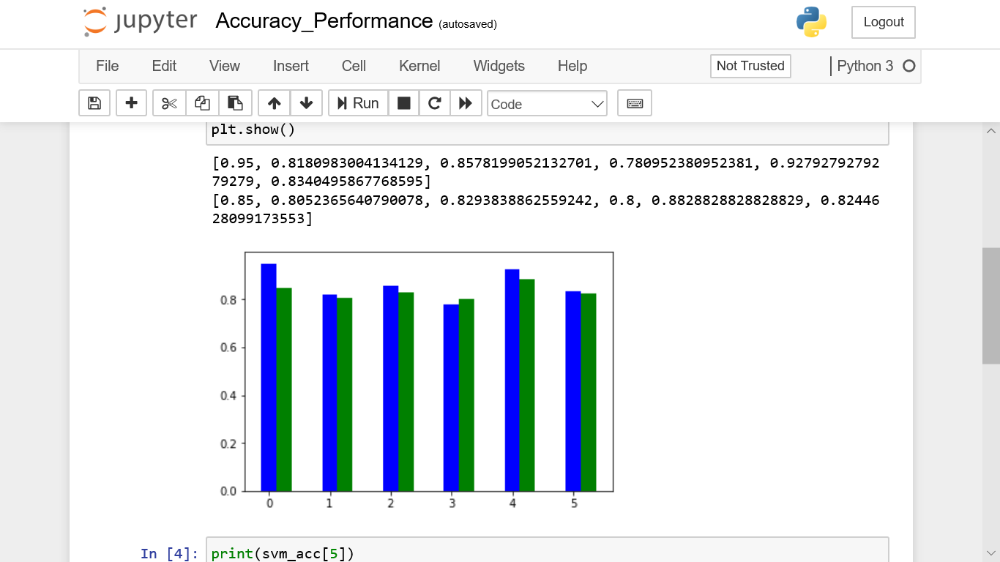 jupyter Accuracy_Performance (autosaved) Logout
File Edit View Insert Cell Kernel Widgets Help Not Trusted Python 3
Run Code
plt.show()
[0.95, 0.8180983004134129, 0.8578199052132701, 0.780952380952381, 0.92792792792
79279, 0.8340495867768595]
[0.85, 0.8052365640790078, 0.8293838862559242, 0.8, 0.8828828828828829, 0.82446
28099173553]
0.8
0.6
0.4
0.2
0.0
0 1 2 3 4 5
In [4]: print(svm_acc[5])